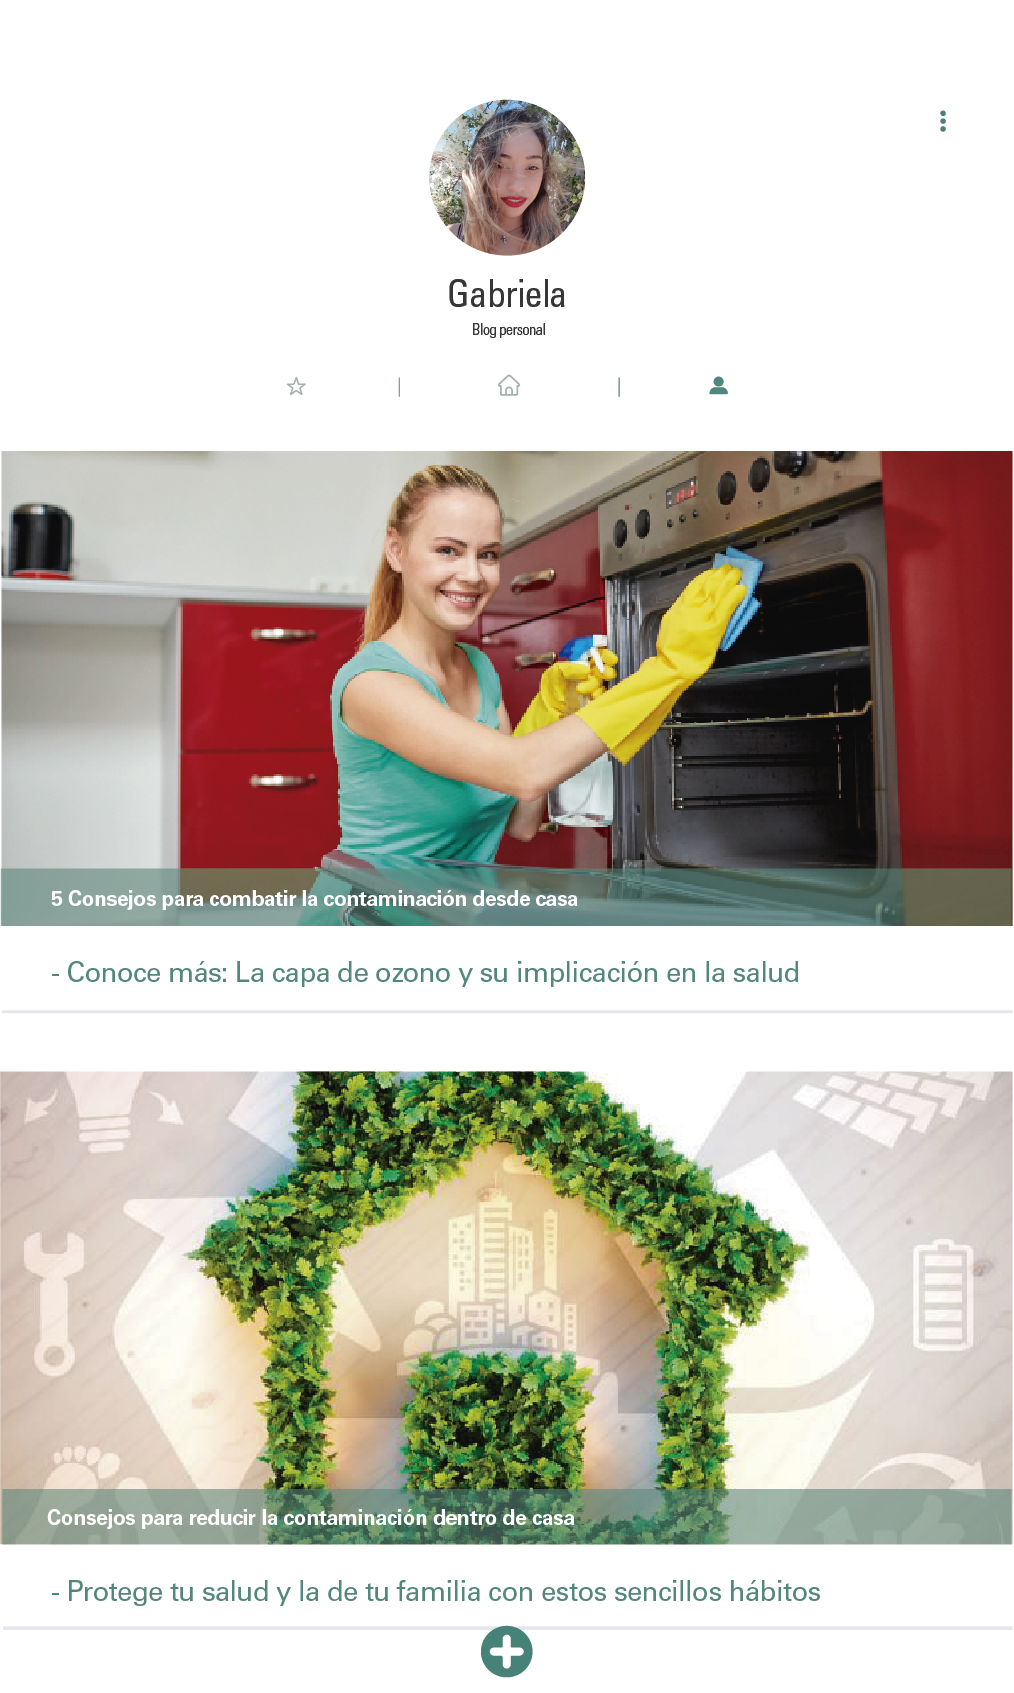 Gabriela
Blog personal
5 Consejos para combatir la contaminación desde casa
- Conoce más: La capa de ozono y su implicación en la salud
Consejos para reducir la contaminación dentro de casa
- Protege tu salud y la de tu familia con estos sencillos hábitos